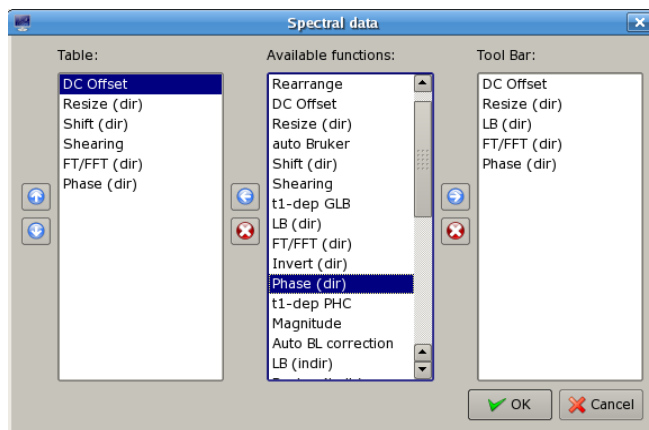 Spectral data
Table:
DC Offset
Resize (dir)
Shift (dir)
Shearing
FT/FFT (dir)
Phase (dir)
Available functions:
Rearrange
DC Offset
Resize (dir)
auto Bruker
Shift (dir)
Shearing
t1-dep GLB
LB (dir)
FT/FFT (dir)
Invert (dir)
Phase (dir)
t1-dep PHC
Magnitude
Auto BL correction
LB (indir)
Tool Bar:
DC Offset
Resize (dir)
LB (dir)
FT/FFT (dir)
Phase (dir)
OK
Cancel